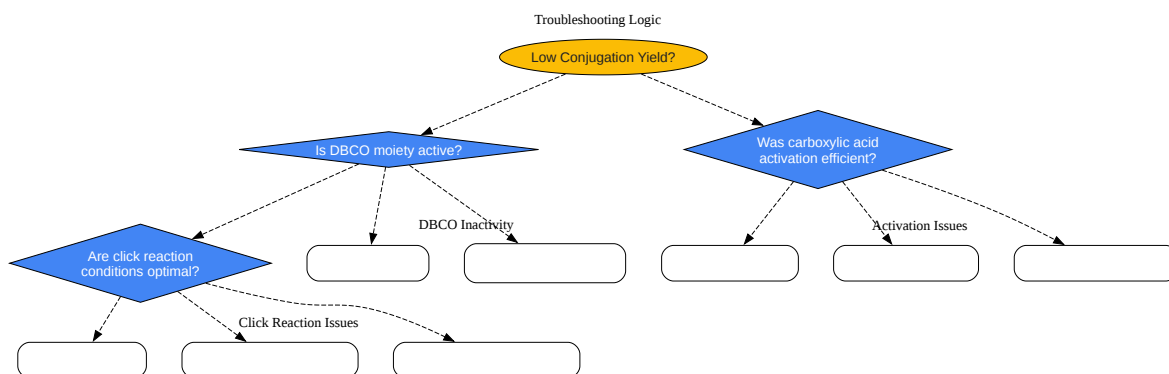 Troubleshooting Logic
Low Conjugation Yield?
Is DBCO moiety active?
Was carboxylic acid
activation efficient?
DBCO Inactivity
Activation Issues
Are click reaction
conditions optimal?
Click Reaction Issues